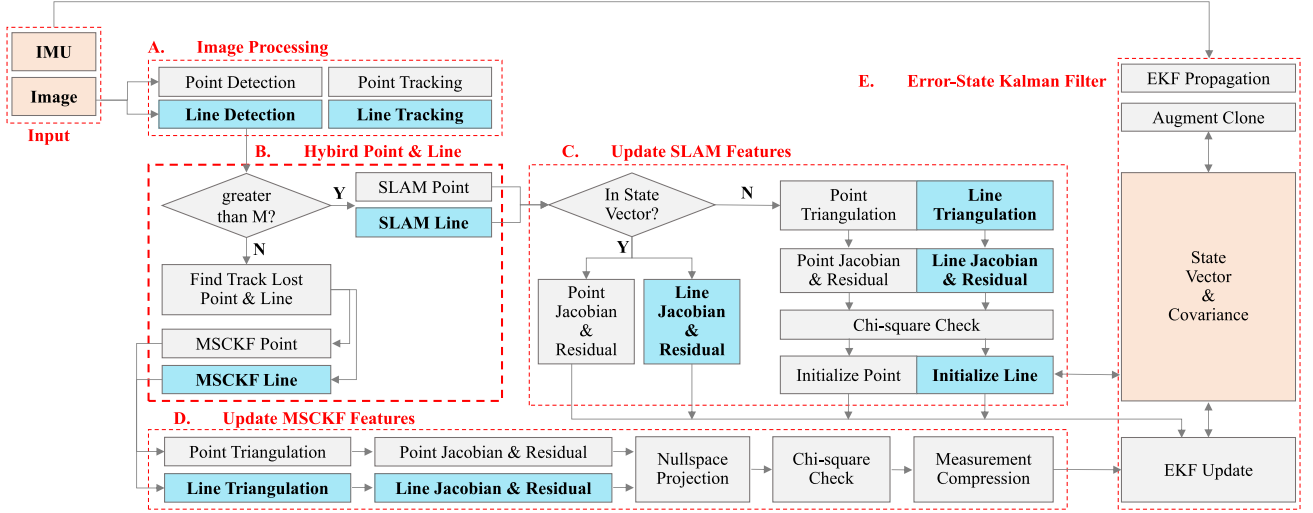 IMU
Image
Input
A. Image Processing
Point Detection
Point Tracking
Line Detection
Line Tracking
B. Hybird Point & Line
greater
than M?
Y
N
SLAM Point
SLAM Line
Find Track Lost
Point & Line
MSCKF Point
MSCKF Line
C. Update SLAM Features
In State
Vector?
N
Y
Point
Jacobian
&
Residual
Line
Jacobian
&
Residual
Point
Triangulation
Line
Triangulation
Point Jacobian
& Residual
Line Jacobian
& Residual
Chi-square Check
Initialize Point
Initialize Line
D. Update MSCKF Features
Point Triangulation
Point Jacobian & Residual
Line Triangulation
Line Jacobian & Residual
Nullspace
Projection
Chi-square
Check
Measurement
Compression
E. Error-State Kalman Filter
EKF Propagation
Augment Clone
State
Vector
&
Covariance
EKF Update